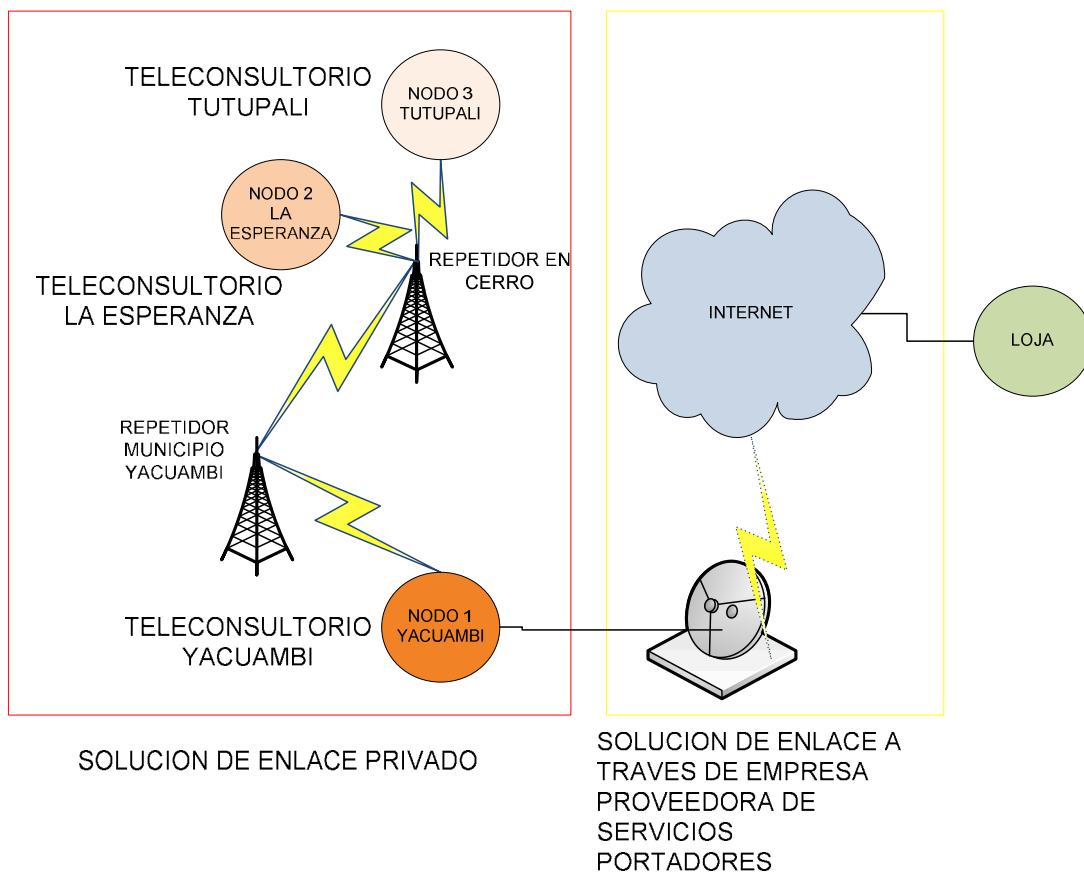 TELECONSULTORIO
TUTUPALI
NODO 3
TUTUPALI
NODO 2
LA
ESPERANZA
TELECONSULTORIO
LA ESPERANZA
REPETIDOR EN
CERRO
REPETIDOR
MUNICIPIO
YACUAMBI
TELECONSULTORIO
YACUAMBI
NODO 1
YACUAMBI
INTERNET
LOJA
SOLUCION DE ENLACE PRIVADO
SOLUCION DE ENLACE A
TRAVES DE EMPRESA
PROVEEDORA DE
SERVICIOS
PORTADORES